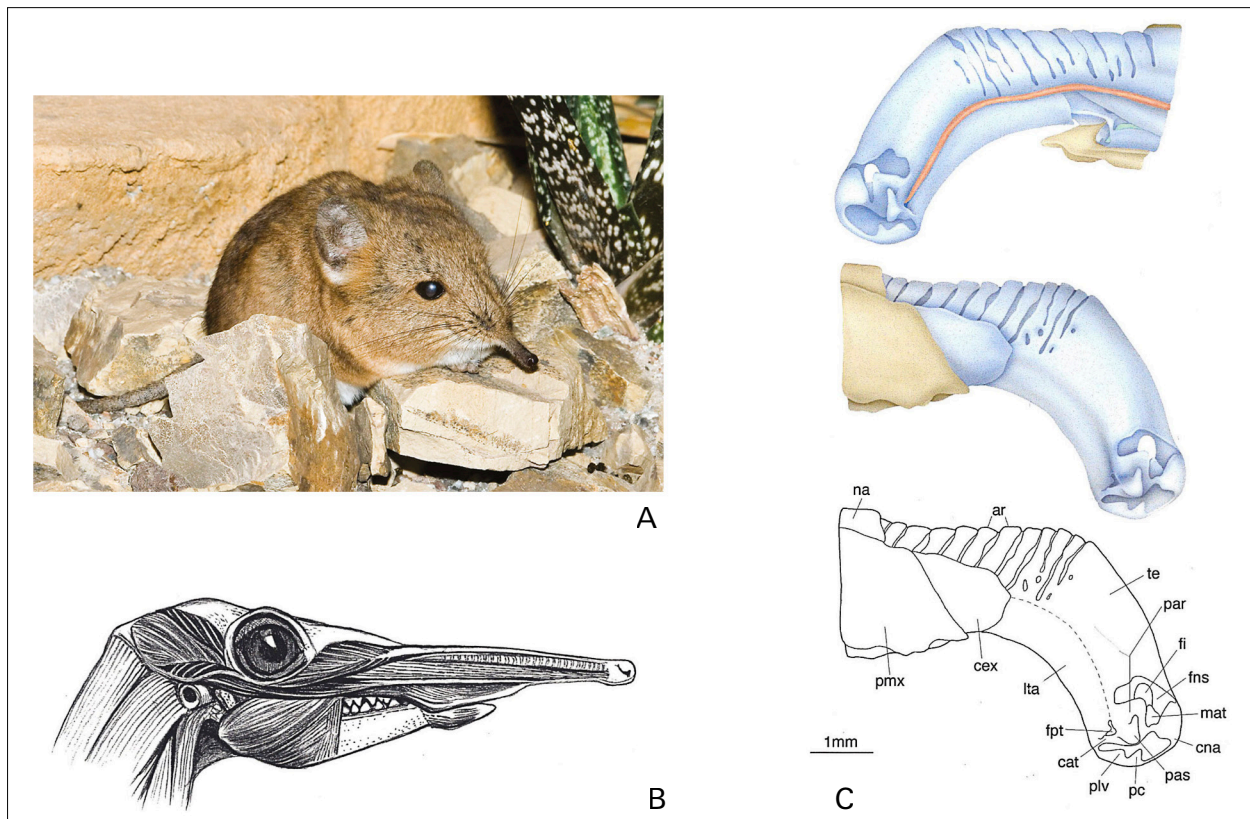 A
B
na
ar
te
par
fi
fns
pmx
cex
lta
mat
fpt
cna
1mm
cat
pas
plv
pc
C